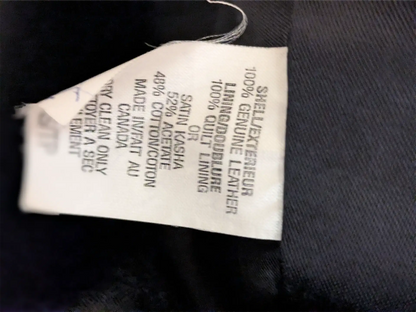 SHELL/EXTERIEUR
100% GENUINE LEATHER
LINING/DOUBLURE
100% QUILT LINING
OR
SATIN KASHA
52% ACETATE
48% COTTON/COTON
MADE IN/FAIT AU
CANADA
DRY CLEAN ONLY